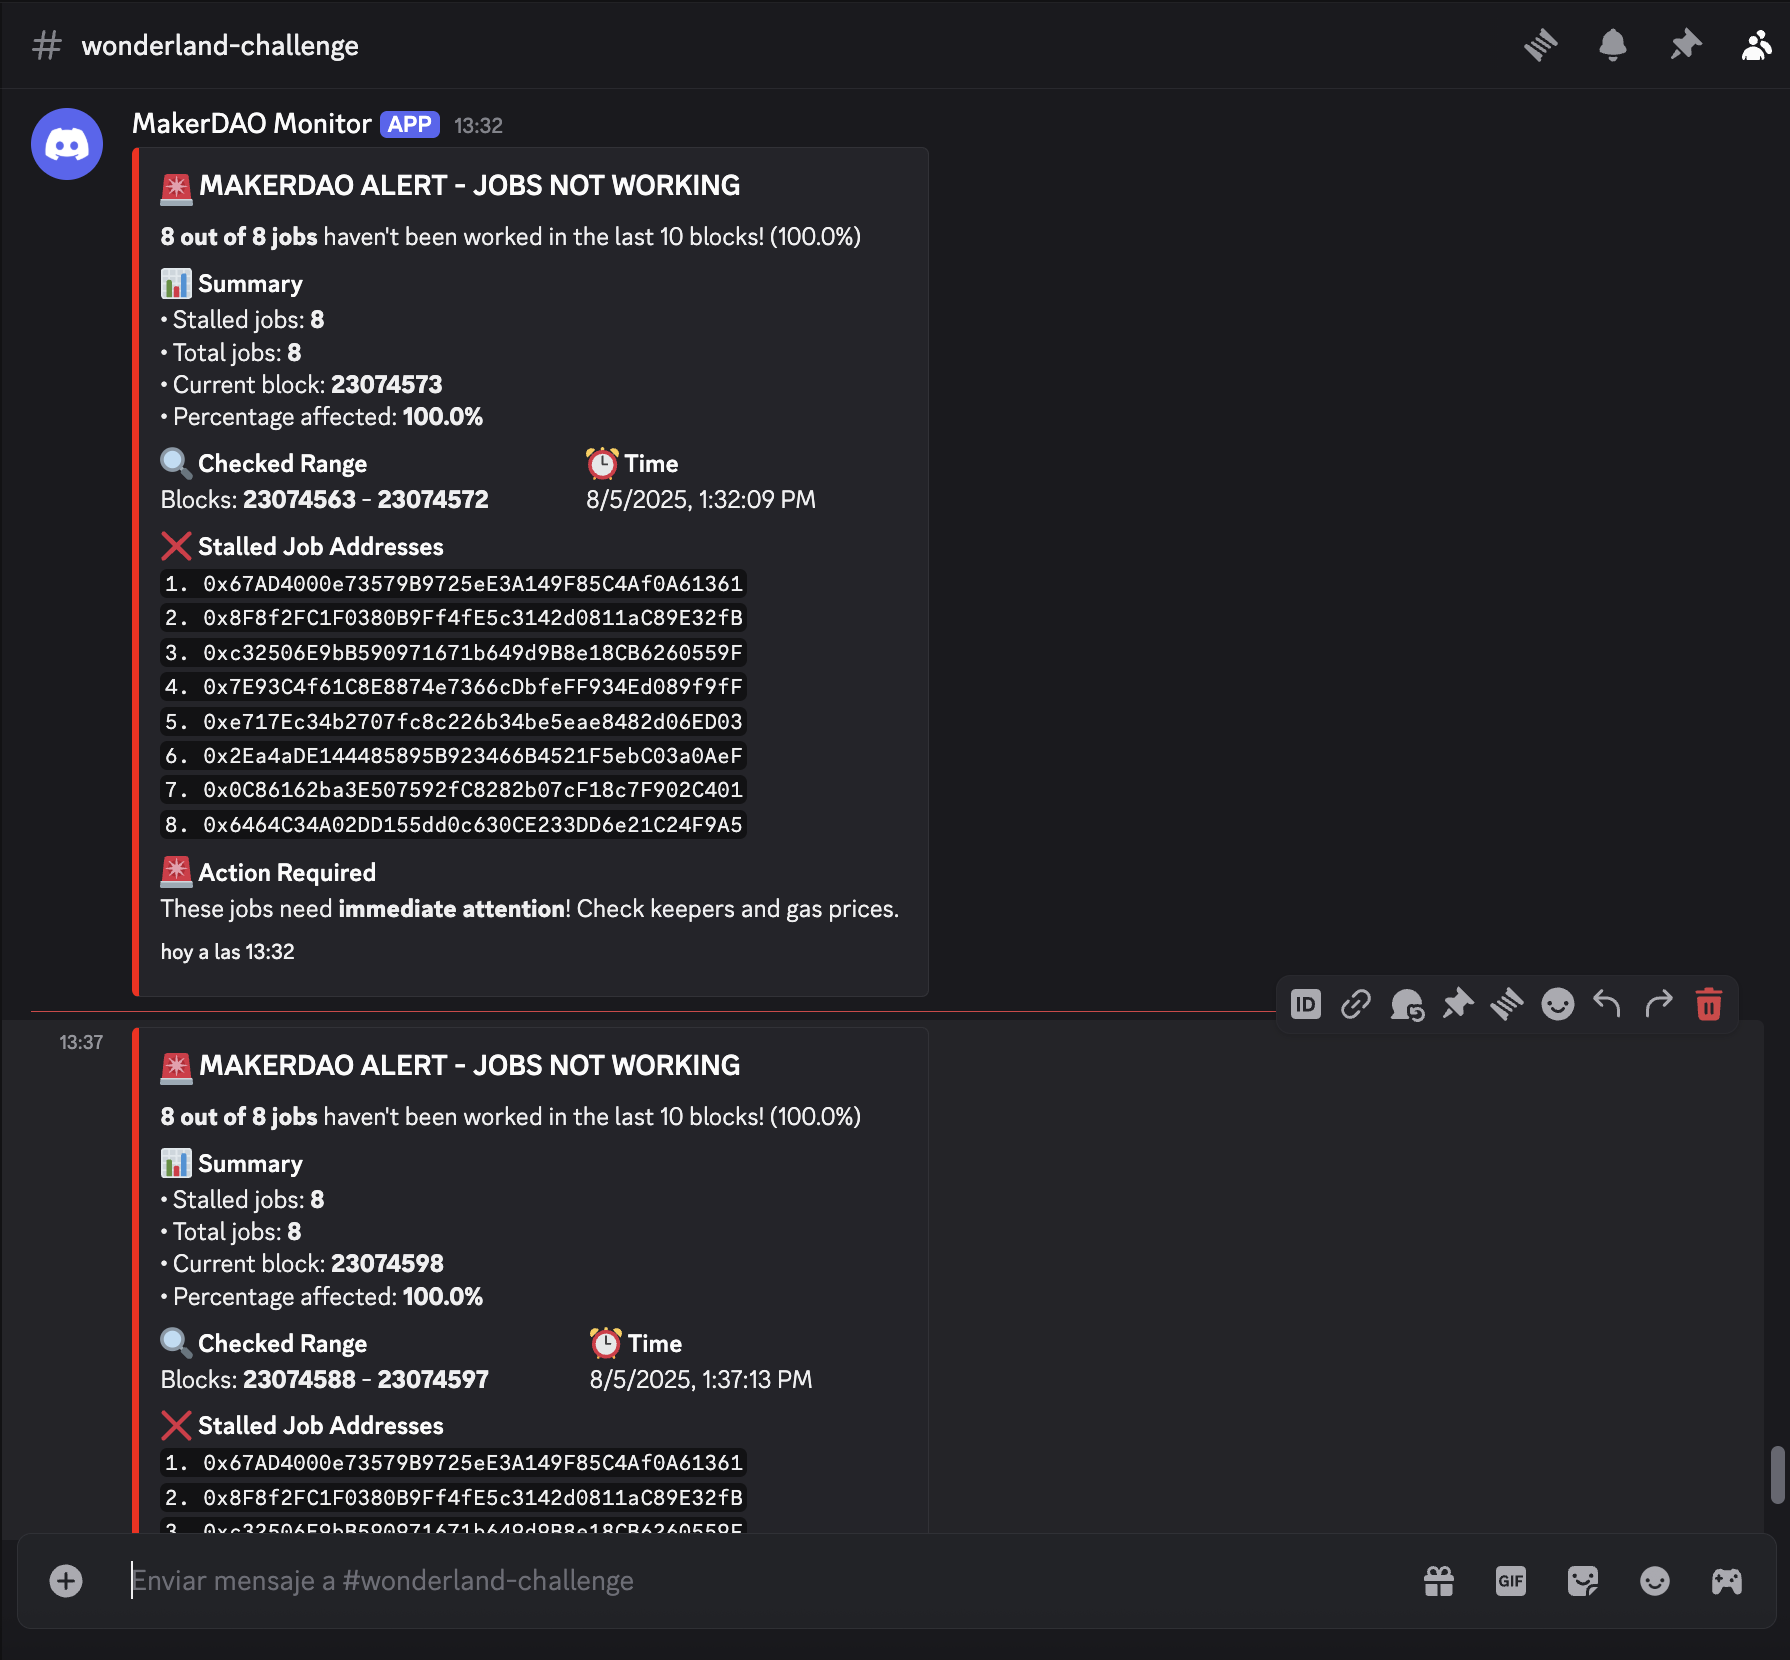 wonderland-challenge
MakerDAO Monitor APP 13:32
MAKERDAO ALERT - JOBS NOT WORKING
8 out of 8 jobs haven't been worked in the last 10 blocks! (100.0%)
Summary
• Stalled jobs: 8
• Total jobs: 8
• Current block: 23074573
• Percentage affected: 100.0%
Checked Range
Blocks: 23074563 - 23074572
Time
8/5/2025, 1:32:09 PM
Stalled Job Addresses
1. 0x67AD4000e73579B9725eE3A149F85C4Af0A61361
2. 0x8F8f2FC1F0380B9Ff4fE5c3142d0811aC89E32fB
3. 0xc32506E9bB590971671b649d9B8e18CB6260559F
4. 0x7E93C4f61C8E8874e7366cDbfeFF934Ed089f9fF
5. 0xe717Ec34b2707fc8c226b34be5eae8482d06ED03
6. 0x2Ea4aDE144485895B923466B4521F5ebC03a0AeF
7. 0x0C86162ba3E507592fC8282b07cF18c7F902C401
8. 0x6464C34A02DD155dd0c630CE233DD6e21C24F9A5
Action Required
These jobs need immediate attention! Check keepers and gas prices.
hoy a las 13:32
ID
13:37
MAKERDAO ALERT - JOBS NOT WORKING
8 out of 8 jobs haven't been worked in the last 10 blocks! (100.0%)
Summary
• Stalled jobs: 8
• Total jobs: 8
• Current block: 23074598
• Percentage affected: 100.0%
Checked Range
Blocks: 23074588 - 23074597
Time
8/5/2025, 1:37:13 PM
Stalled Job Addresses
1. 0x67AD4000e73579B9725eE3A149F85C4Af0A61361
2. 0x8F8f2FC1F0380B9Ff4fE5c3142d0811aC89E32fB
3. 0xc32506E9bB590971671b649d9B8e18CB6260559F
Enviar mensaje a #wonderland-challenge
GIF